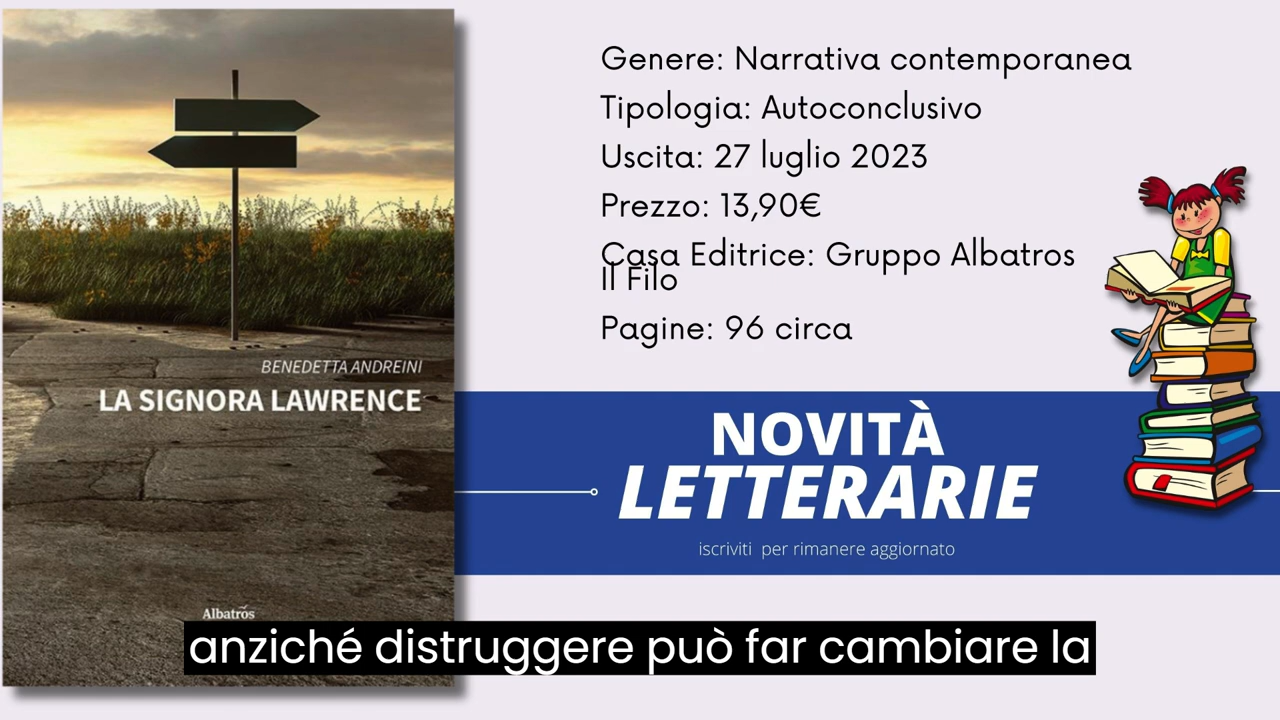 Genere: Narrativa contemporanea
Tipologia: Autoconclusivo
Uscita: 27 luglio 2023
Prezzo: 13,90€
Casa Editrice: Gruppo Albatros
Il Filo
Pagine: 96 circa
BENEDETTA ANDREINI
LA SIGNORA LAWRENCE
NOVITÀ
LETTERARIE
iscriviti per rimanere aggiornato
Albatros
anziché distruggere può far cambiare la